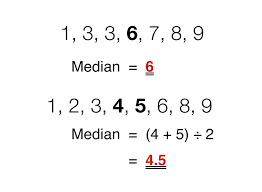 1, 3, 3, 6, 7, 8, 9
Median = 6
1, 2, 3, 4, 5, 6, 8, 9
Median = (4 + 5) ÷ 2
= 4.5